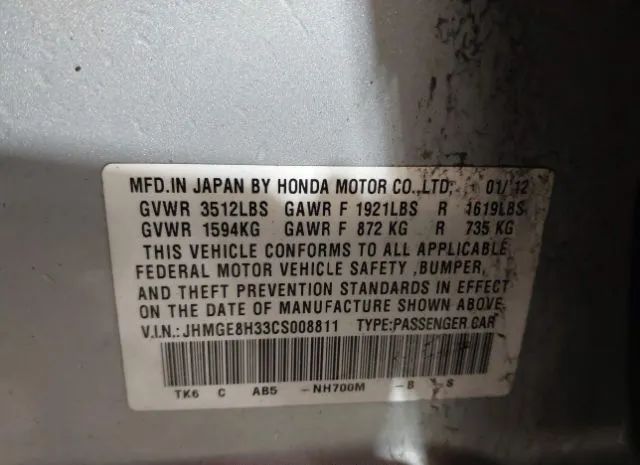 MFD.IN JAPAN BY HONDA MOTOR CO.,LTD. 01/12
GVWR 3512LBS GAWR F 1921LBS R 1619LBS
GVWR 1594KG GAWR F 872 KG R 735 KG
THIS VEHICLE CONFORMS TO ALL APPLICABLE
FEDERAL MOTOR VEHICLE SAFETY ,BUMPER,
AND THEFT PREVENTION STANDARDS IN EFFECT
ON THE DATE OF MANUFACTURE SHOWN ABOVE.
V.I.N.:JHMGE8H33CS008811 TYPE:PASSENGER CAR
TK6 C AB5 -NH700M -B S